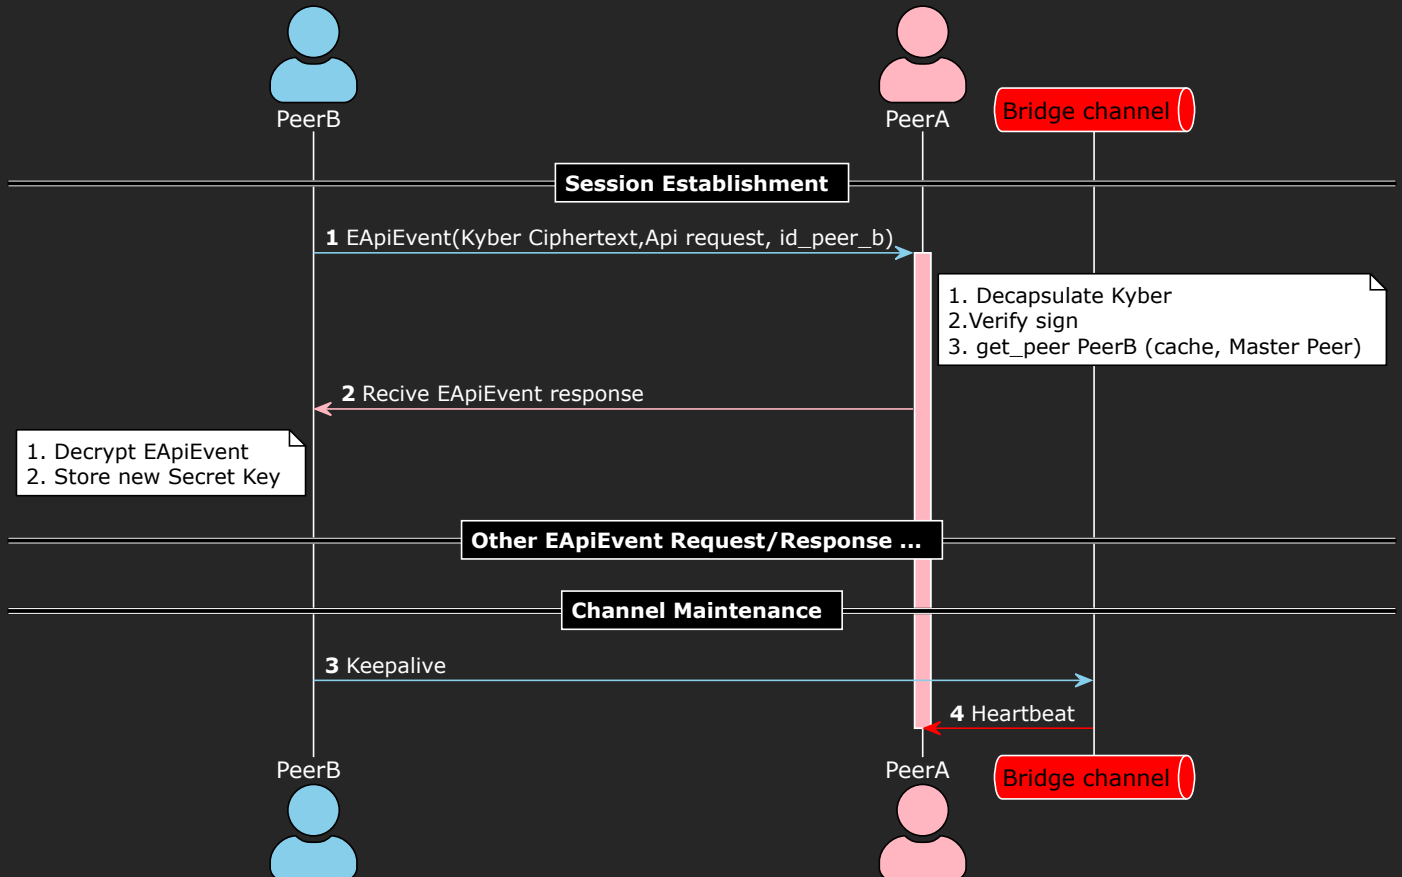 PeerB
PeerA
Bridge channel
Session Establishment
1 EApiEvent(Kyber Ciphertext,Api request, id_peer_b)
1. Decapsulate Kyber
2.Verify sign
3. get_peer PeerB (cache, Master Peer)
2 Recive EApiEvent response
1. Decrypt EApiEvent
2. Store new Secret Key
Other EApiEvent Request/Response ...
Channel Maintenance
3 Keepalive
4 Heartbeat
PeerB
PeerA
Bridge channel